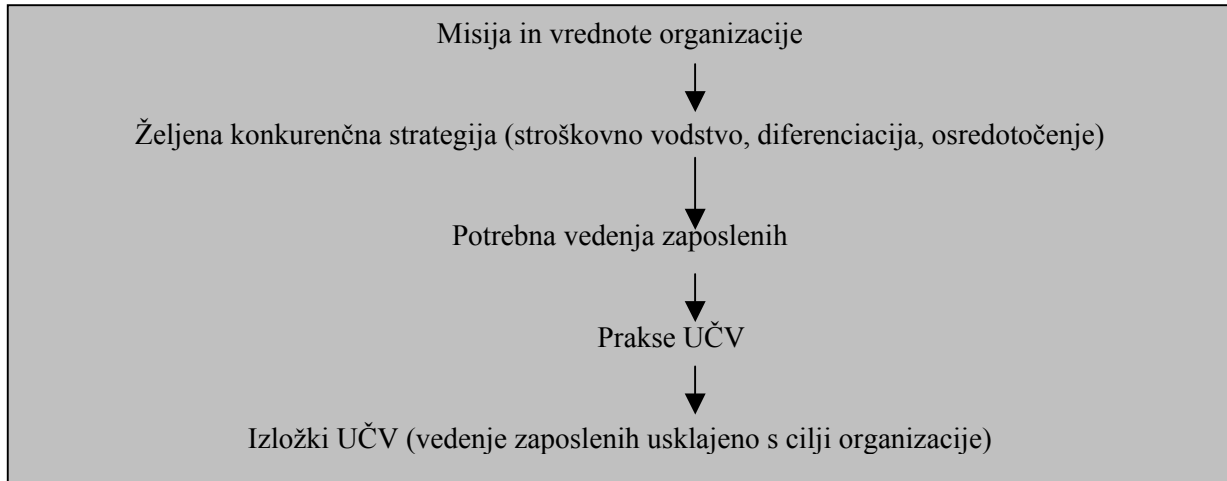 Misija in vrednote organizacije
Željena konkurenčna strategija (stroškovno vodstvo, diferenciacija, osredotočenje)
Potrebna vedenja zaposlenih
Prakse UČV
Izložki UČV (vedenje zaposlenih usklajeno s cilji organizacije)